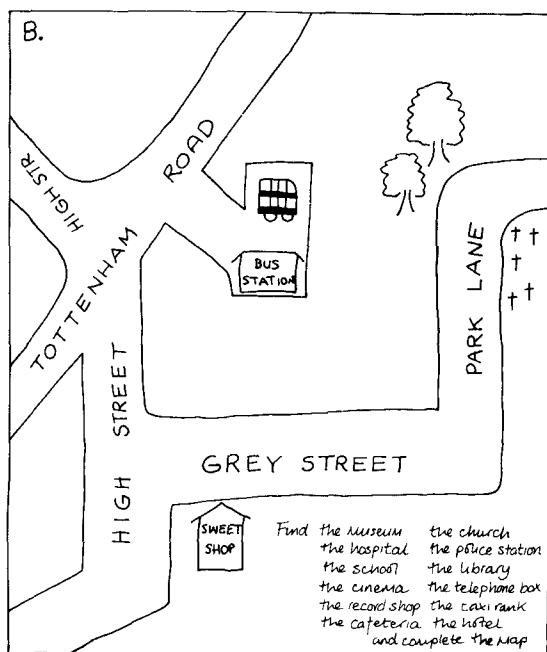 B.
HIGH STR
ROAD
TOTTENHAM
BUS
STATION
PARK LANE
HIGH STREET
GREY STREET
SWEET
SHOP
Find the Museum the church
the hospital the police station
the school the library
the cinema the telephone box
the record shop the taxi rank
the cafeteria the hotel
and complete the Map